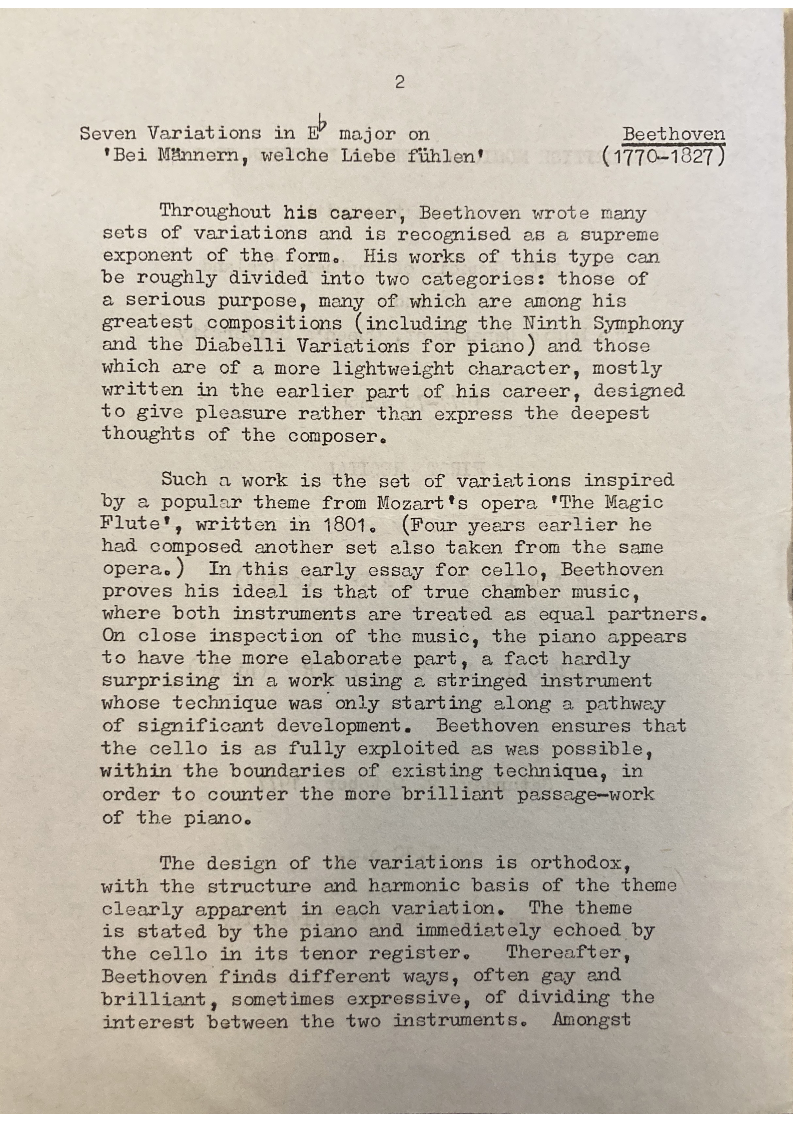 2
Seven Variations in E♭ major on Beethoven
'Bei Männern, welche Liebe fühlen' (1770-1827)
Throughout his career, Beethoven wrote many
sets of variations and is recognised as a supreme
exponent of the form. His works of this type can
be roughly divided into two categories: those of
a serious purpose, many of which are among his
greatest compositions (including the Ninth Symphony
and the Diabelli Variations for piano) and those
which are of a more lightweight character, mostly
written in the earlier part of his career, designed
to give pleasure rather than express the deepest
thoughts of the composer.
Such a work is the set of variations inspired
by a popular theme from Mozart's opera 'The Magic
Flute', written in 1801. (Four years earlier he
had composed another set also taken from the same
opera.) In this early essay for cello, Beethoven
proves his ideal is that of true chamber music,
where both instruments are treated as equal partners.
On close inspection of the music, the piano appears
to have the more elaborate part, a fact hardly
surprising in a work using a stringed instrument
whose technique was only starting along a pathway
of significant development. Beethoven ensures that
the cello is as fully exploited as was possible,
within the boundaries of existing technique, in
order to counter the more brilliant passage-work
of the piano.
The design of the variations is orthodox,
with the structure and harmonic basis of the theme
clearly apparent in each variation. The theme
is stated by the piano and immediately echoed by
the cello in its tenor register. Thereafter,
Beethoven finds different ways, often gay and
brilliant, sometimes expressive, of dividing the
interest between the two instruments. Amongst